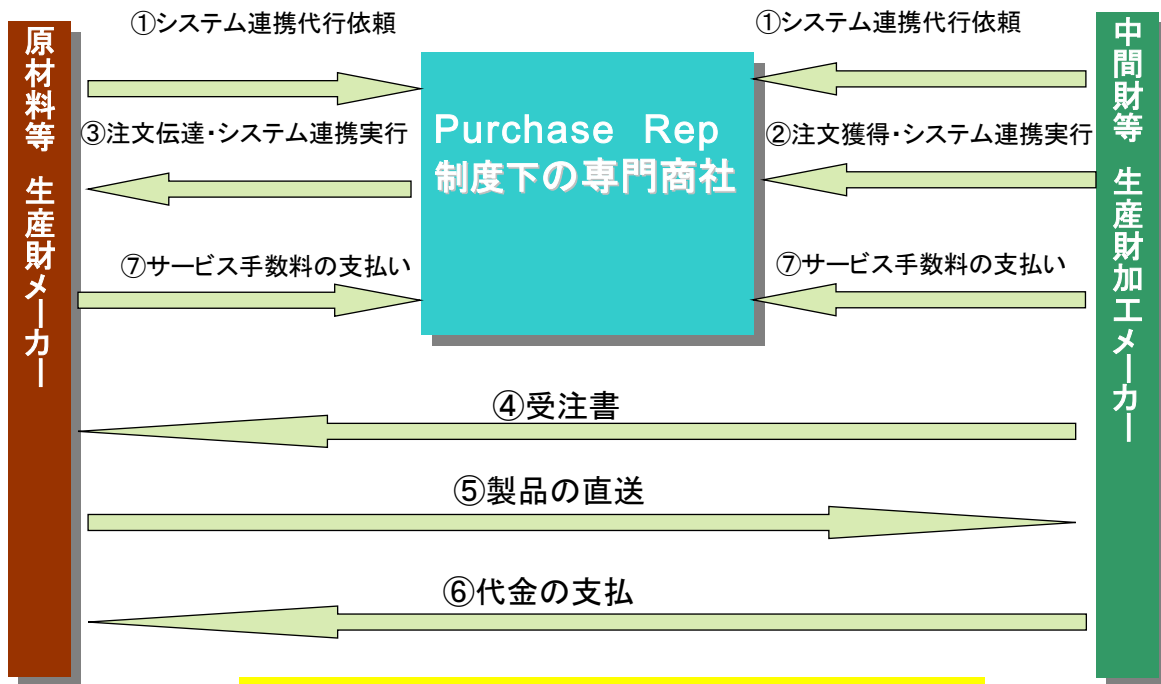 ①システム連携代行依頼
①システム連携代行依頼
原材料等 生産財メーカー
中間財等 生産財加工メーカー
Purchase Rep
制度下の専門商社
③注文伝達・システム連携実行
②注文獲得・システム連携実行
⑦サービス手数料の支払い
⑦サービス手数料の支払い
④受注書
⑤製品の直送
⑥代金の支払